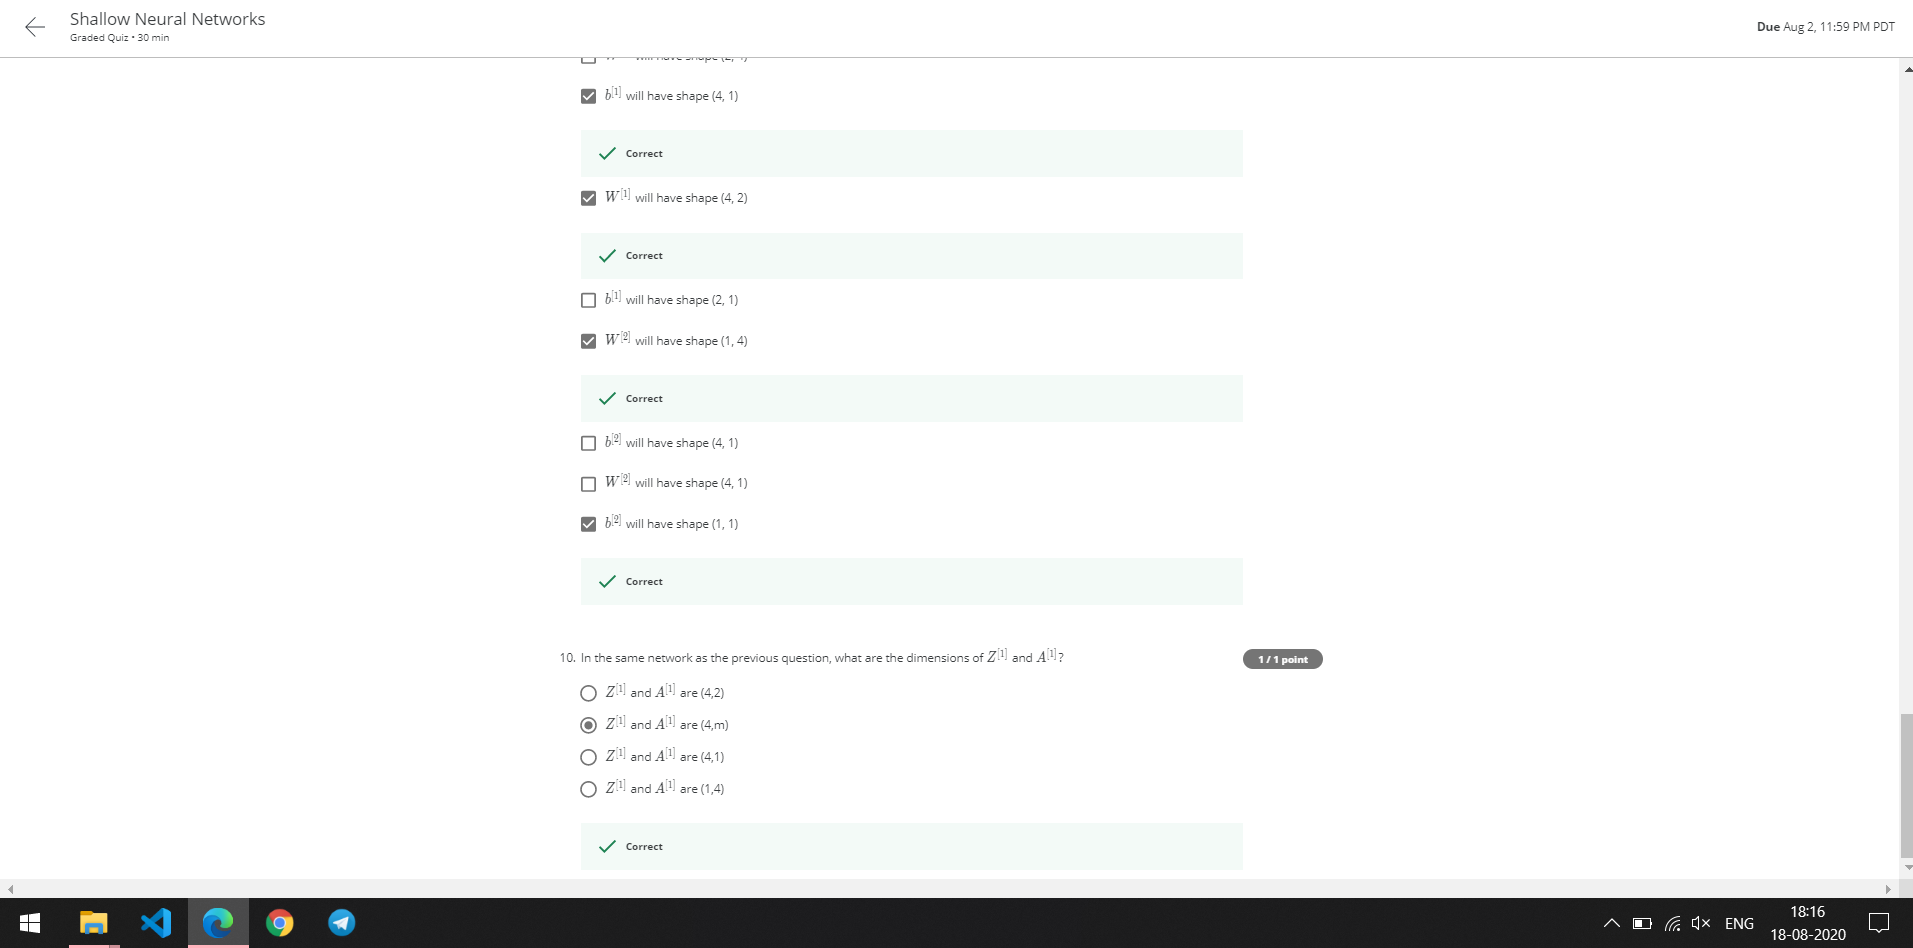 Shallow Neural Networks
Graded Quiz • 30 min
Due Aug 2, 11:59 PM PDT
will have shape (2, 4)
b[1] will have shape (4, 1)
Correct
W[1] will have shape (4, 2)
Correct
b[1] will have shape (2, 1)
W[2] will have shape (1, 4)
Correct
b[2] will have shape (4, 1)
W[2] will have shape (4, 1)
b[2] will have shape (1, 1)
Correct
10. In the same network as the previous question, what are the dimensions of Z[1] and A[1]?
1 / 1 point
Z[1] and A[1] are (4,2)
Z[1] and A[1] are (4,m)
Z[1] and A[1] are (4,1)
Z[1] and A[1] are (1,4)
Correct
ENG
18:16
18-08-2020